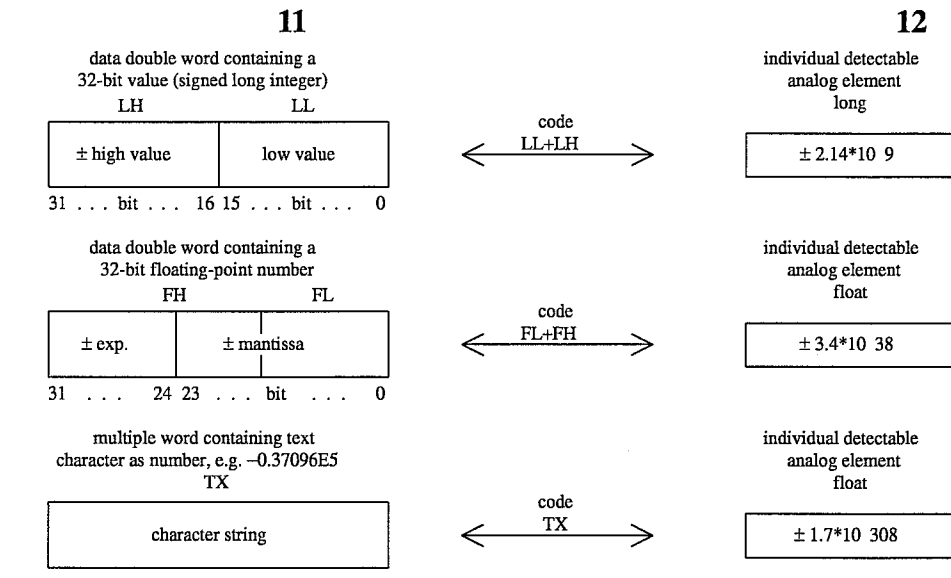 11
12
data double word containing a
32-bit value (signed long integer)
LH LL
± high value low value
31 . . . bit . . . 16 15 . . . bit . . . 0
code
LL+LH
individual detectable
analog element
long
± 2.14*10 9
data double word containing a
32-bit floating-point number
FH FL
± exp. ± mantissa
31 . . . 24 23 . . . bit . . . 0
code
FL+FH
individual detectable
analog element
float
± 3.4*10 38
multiple word containing text
character as number, e.g. –0.37096E5
TX
character string
code
TX
individual detectable
analog element
float
± 1.7*10 308